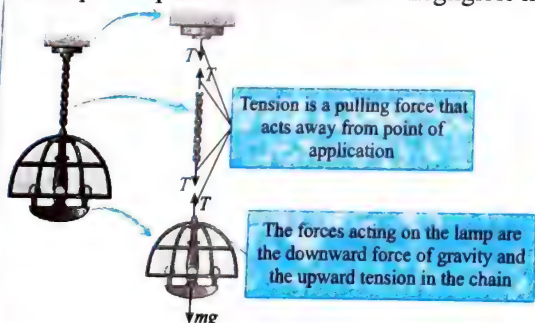 T
T
Tension is a pulling force that
acts away from point of
application
T
T
The forces acting on the lamp are
the downward force of gravity and
the upward tension in the chain
mg